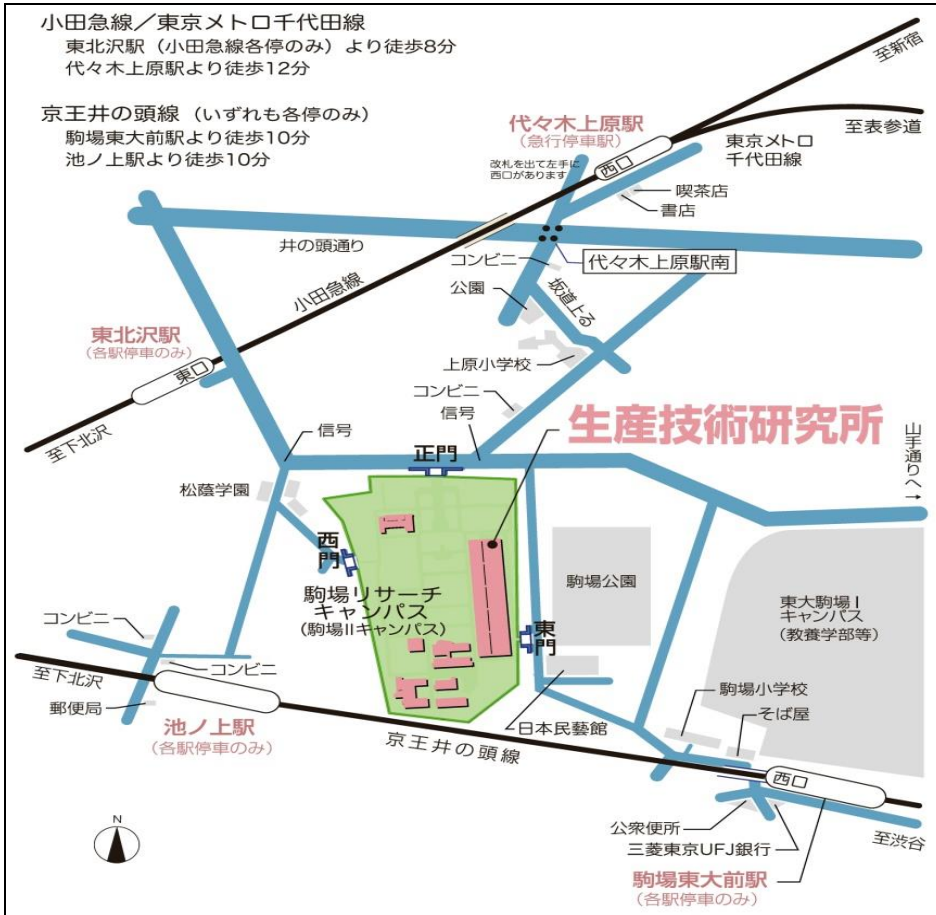 小田急線／東京メトロ千代田線
東北沢駅（小田急線各停のみ）より徒歩8分
代々木上原駅より徒歩12分
京王井の頭線（いずれも各停のみ）
駒場東大前駅より徒歩10分
池ノ上駅より徒歩10分
至新宿
代々木上原駅
（急行停車駅）
西口
至表参道
東京メトロ
千代田線
改札を出て左手に
西口があります
喫茶店
書店
井の頭通り
コンビニ
代々木上原駅南
小田急線
公園
坂道上る
東北沢駅
（各駅停車のみ）
東口
上原小学校
コンビニ
信号
生産技術研究所
至下北沢
信号
正門
山手通りへ→
松蔭学園
西門
駒場リサーチ
キャンパス
（駒場IIキャンパス）
駒場公園
東大駒場I
キャンパス
（教養学部等）
東門
コンビニ
コンビニ
至下北沢
郵便局
駒場小学校
そば屋
池ノ上駅
（各駅停車のみ）
日本民藝館
京王井の頭線
西口
公衆便所
三菱東京UFJ銀行
至渋谷
駒場東大前駅
（各駅停車のみ）
N